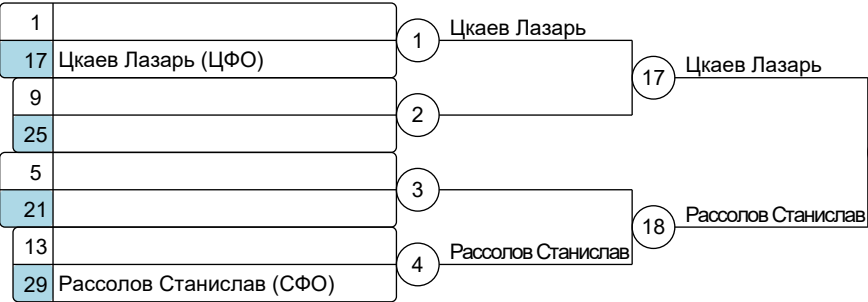 1
17 Цкаев Лазарь (ЦФО)
1 Цкаев Лазарь
9
25
2
17 Цкаев Лазарь
5
21
3
13
29 Рассолов Станислав (СФО)
4 Рассолов Станислав
18 Рассолов Станислав